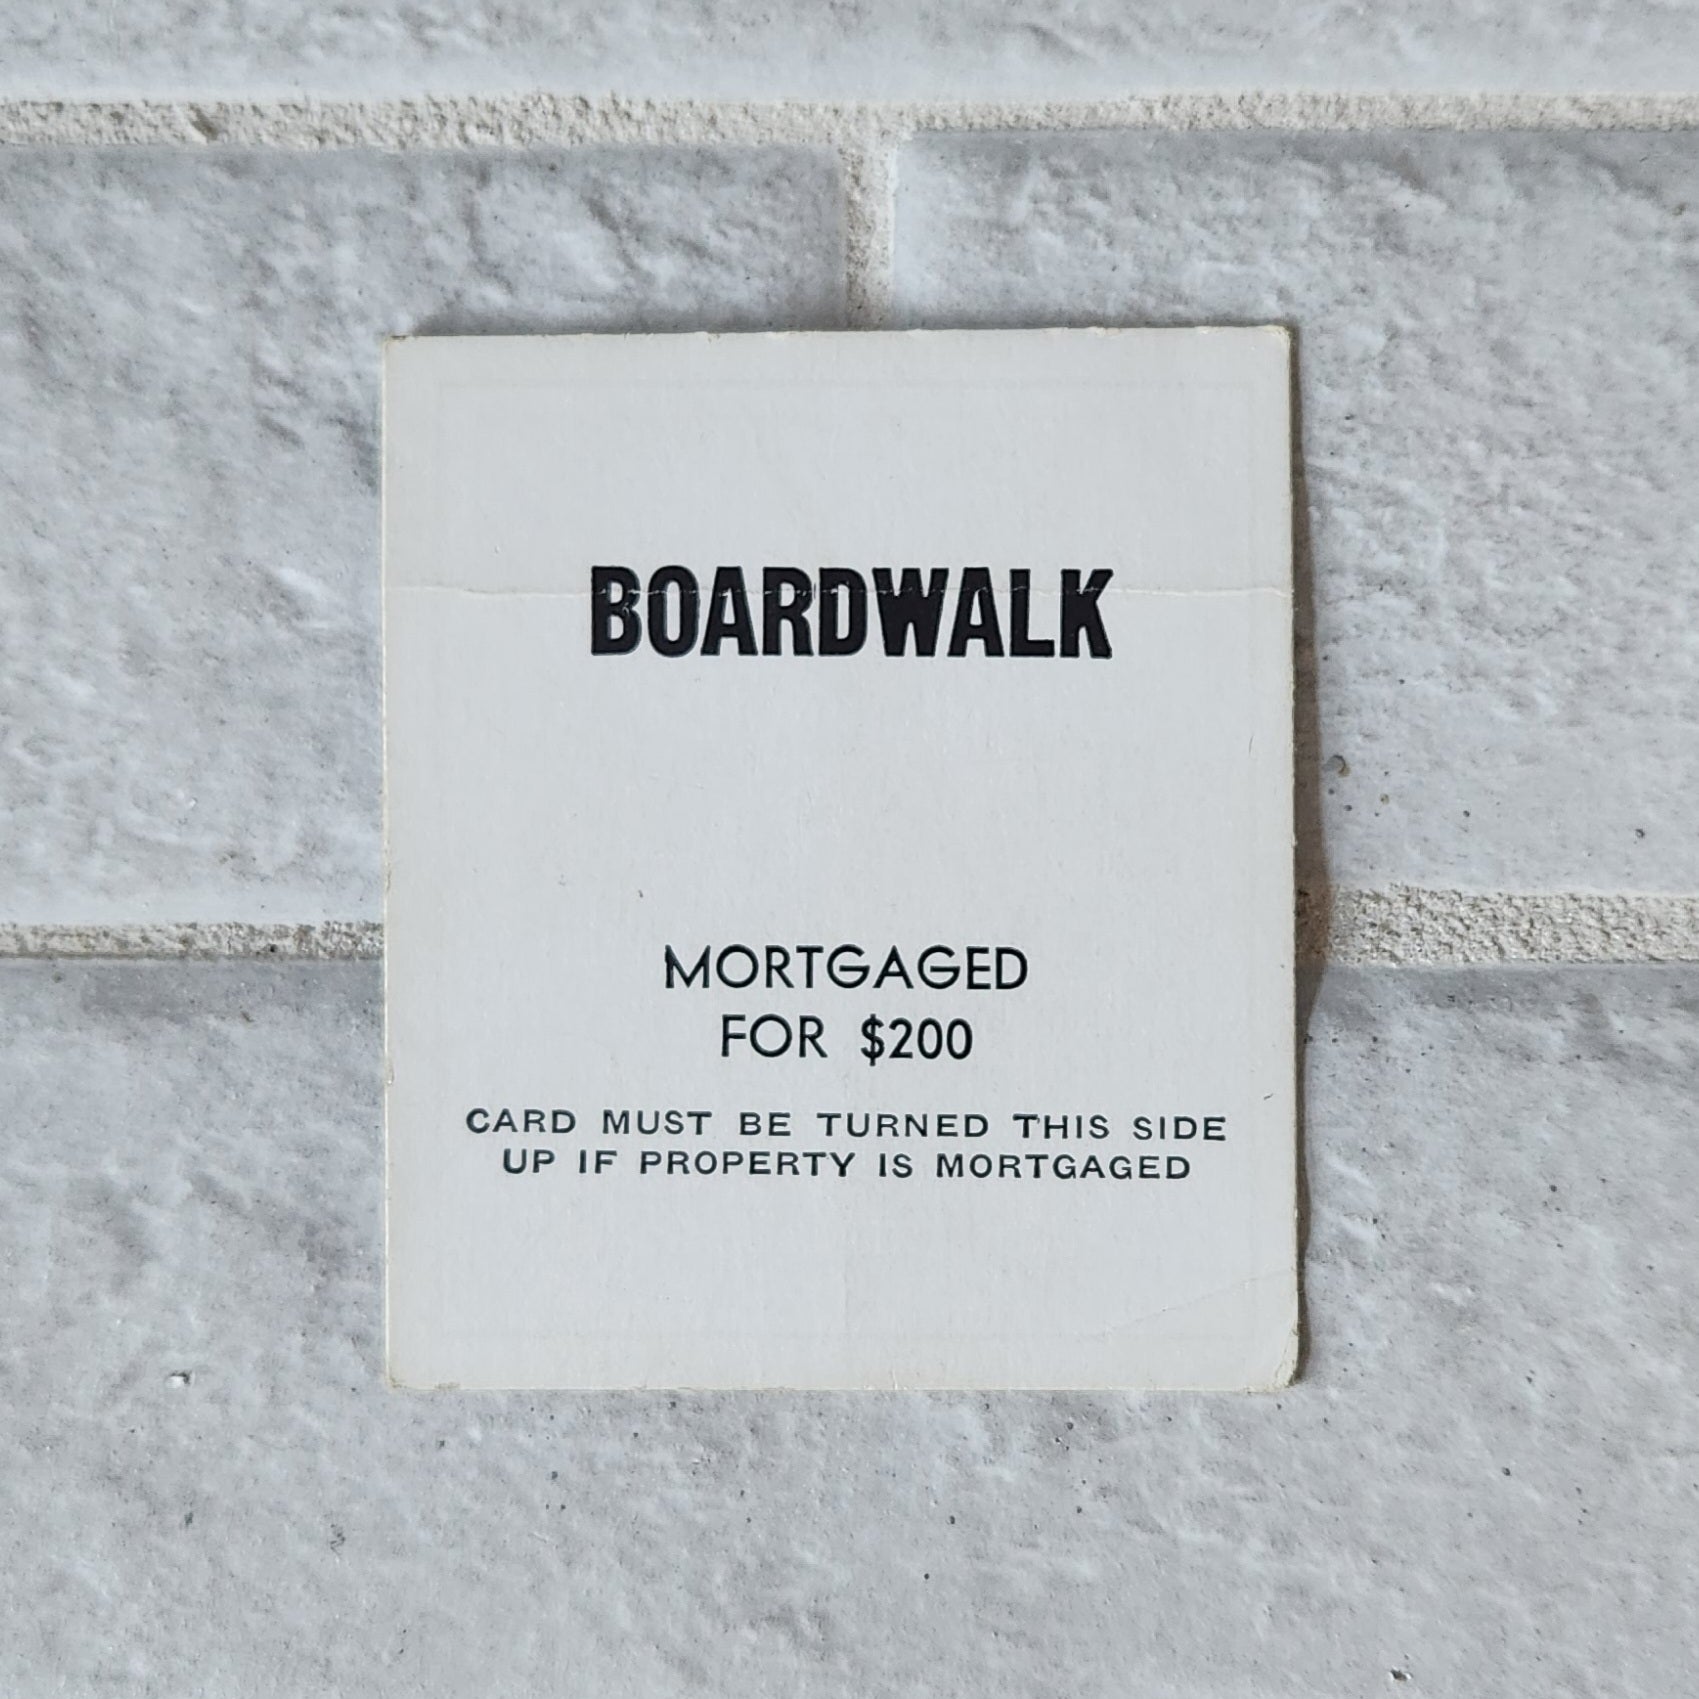 BOARDWALK
MORTGAGED
FOR $200
CARD MUST BE TURNED THIS SIDE
UP IF PROPERTY IS MORTGAGED